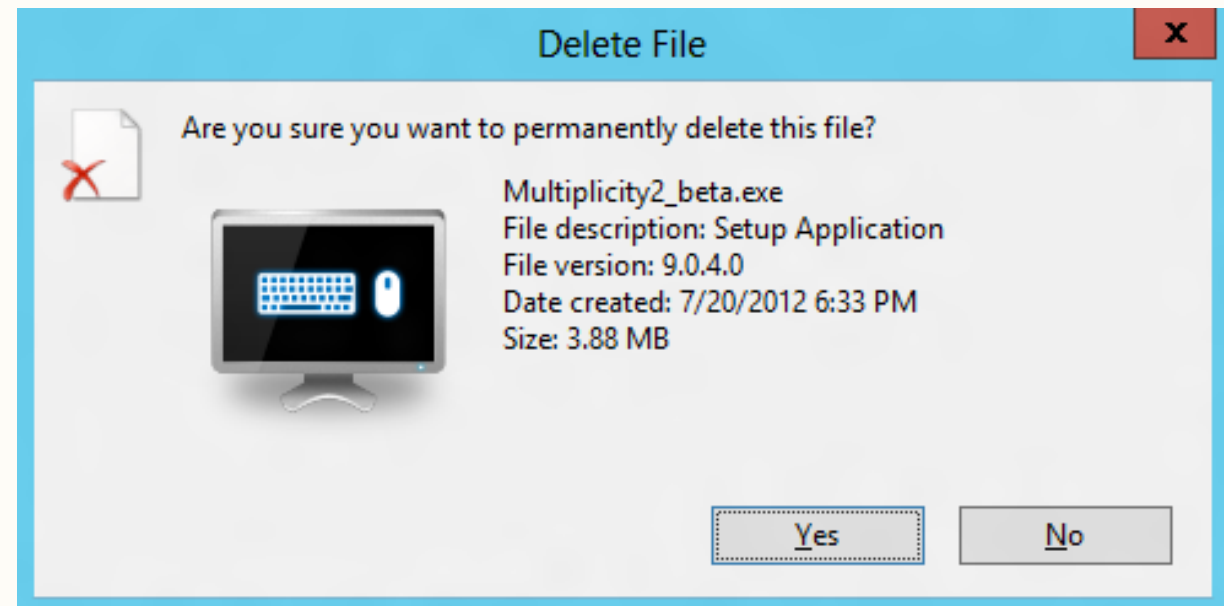 Delete File
x
Are you sure you want to permanently delete this file?
Multiplicity2_beta.exe
File description: Setup Application
File version: 9.0.4.0
Date created: 7/20/2012 6:33 PM
Size: 3.88 MB
Yes
No